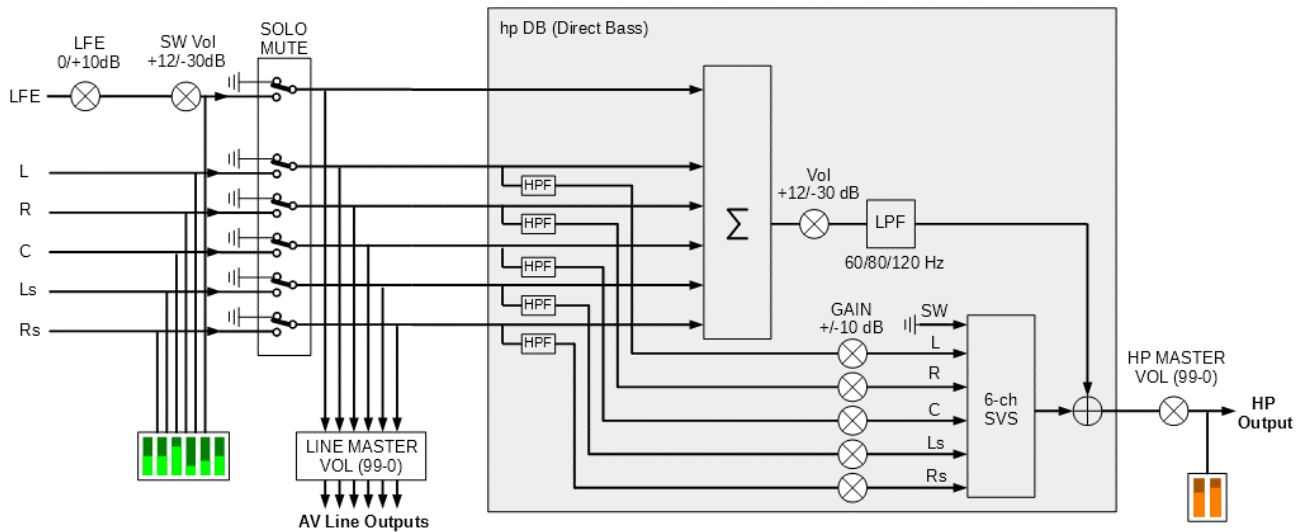 hp DB (Direct Bass)
SOLO
MUTE
LFE
0/+10dB
SW Vol
+12/-30dB
LFE
L
R
C
Ls
Rs
HPF
HPF
HPF
HPF
HPF
Σ
Vol
+12/-30 dB
LPF
60/80/120 Hz
GAIN
+/-10 dB
SW
L
R
C
Ls
Rs
6-ch
SVS
HP MASTER
VOL (99-0)
HP
Output
LINE MASTER
VOL (99-0)
AV Line Outputs